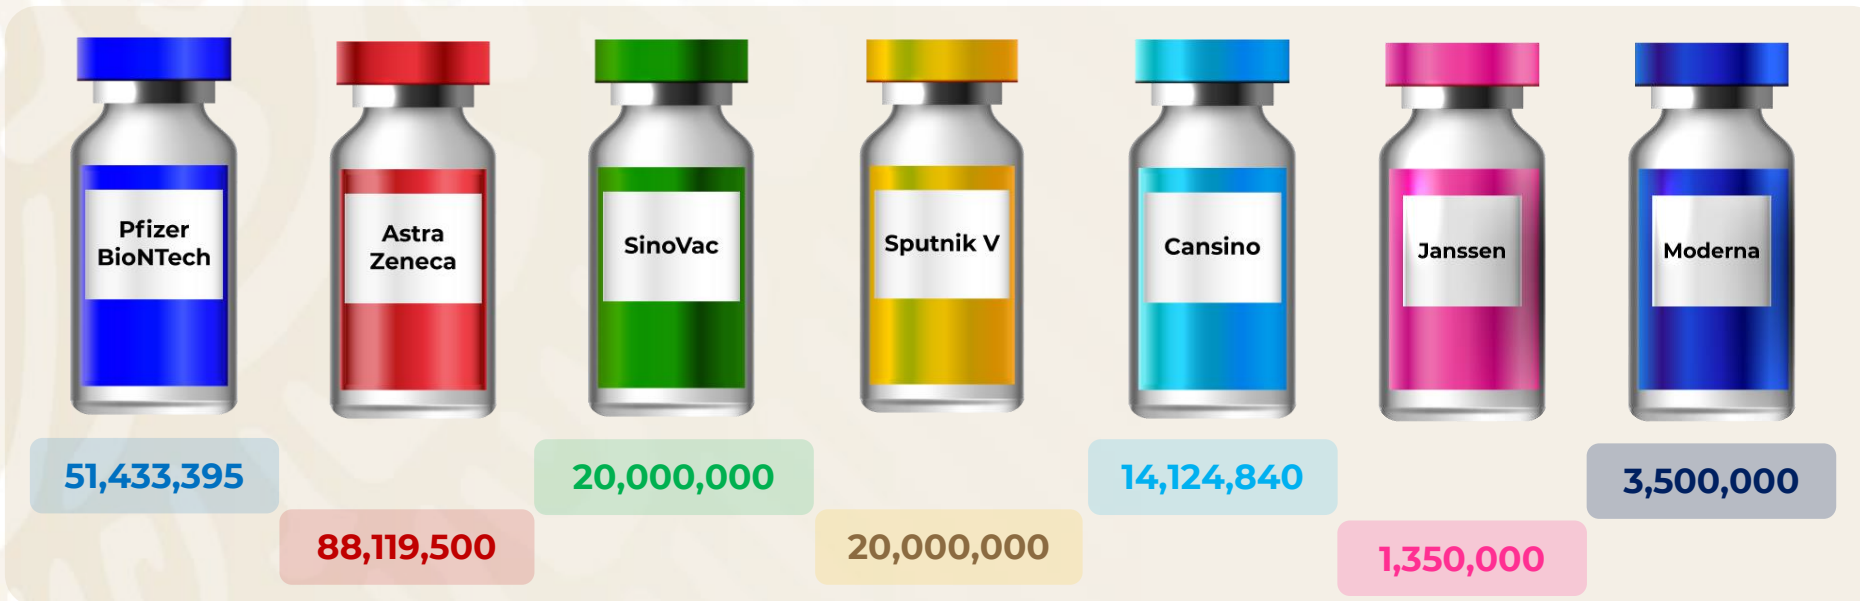 Pfizer
BioNTech
Astra
Zeneca
SinoVac
Sputnik V
Cansino
Janssen
Moderna
51,433,395
88,119,500
20,000,000
20,000,000
14,124,840
1,350,000
3,500,000